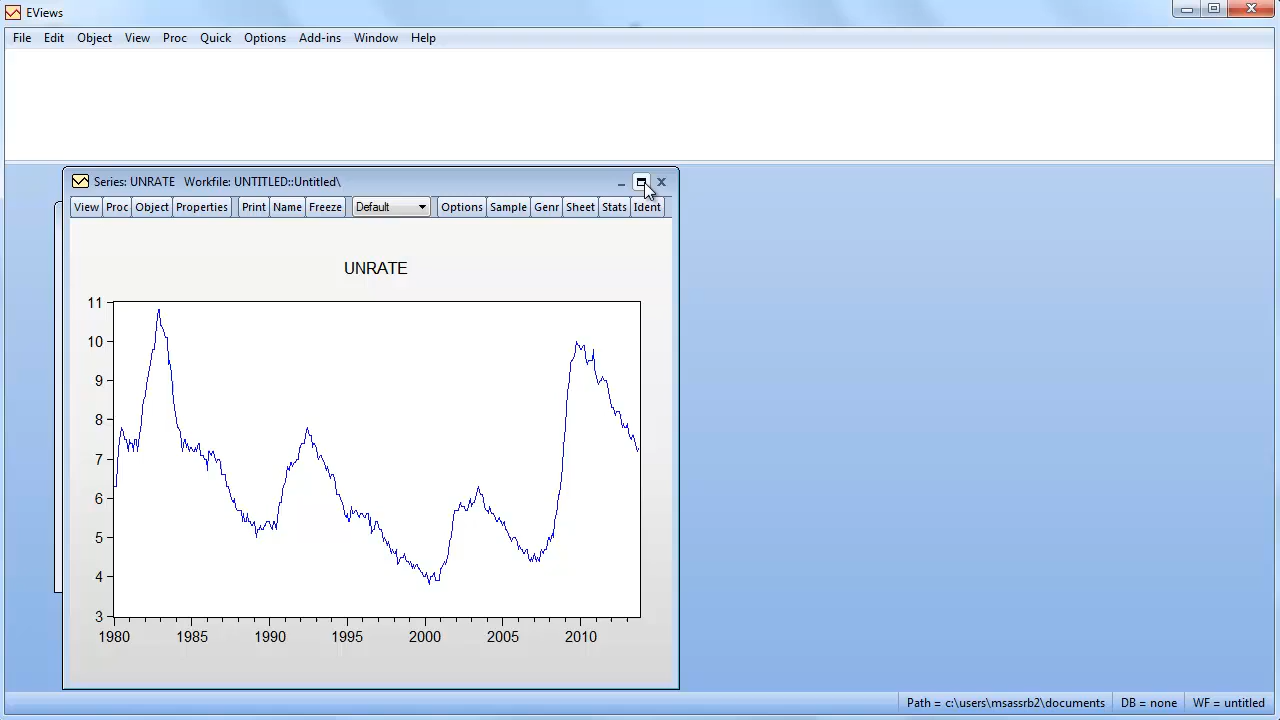 EViews
File Edit Object View Proc Quick Options Add-ins Window Help
Series: UNRATE Workfile: UNTITLED::Untitled\
View Proc Object Properties Print Name Freeze Default Options Sample Genr Sheet Stats Ident
UNRATE
11
10
9
8
7
6
5
4
3
1980 1985 1990 1995 2000 2005 2010
Path = c:\users\msassrb2\documents DB = none WF = untitled